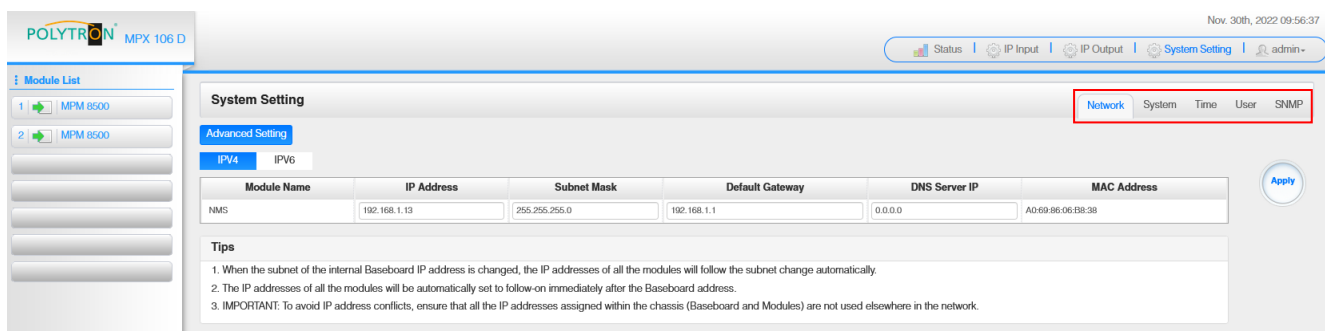 Nov. 30th, 2022 09:56:37
POLYTRON MPX 106 D
Status IP Input IP Output System Setting admin
Module List
1 MPM 8500
2 MPM 8500
System Setting
Network System Time User SNMP
Advanced Setting
IPV4 IPV6
Module Name IP Address Subnet Mask Default Gateway DNS Server IP MAC Address
NMS 192.168.1.13 255.255.255.0 192.168.1.1 0.0.0.0 A0:69:86:06:B8:38
Apply
Tips
1. When the subnet of the internal Baseboard IP address is changed, the IP addresses of all the modules will follow the subnet change automatically.
2. The IP addresses of all the modules will be automatically set to follow-on immediately after the Baseboard address.
3. IMPORTANT: To avoid IP address conflicts, ensure that all the IP addresses assigned within the chassis (Baseboard and Modules) are not used elsewhere in the network.